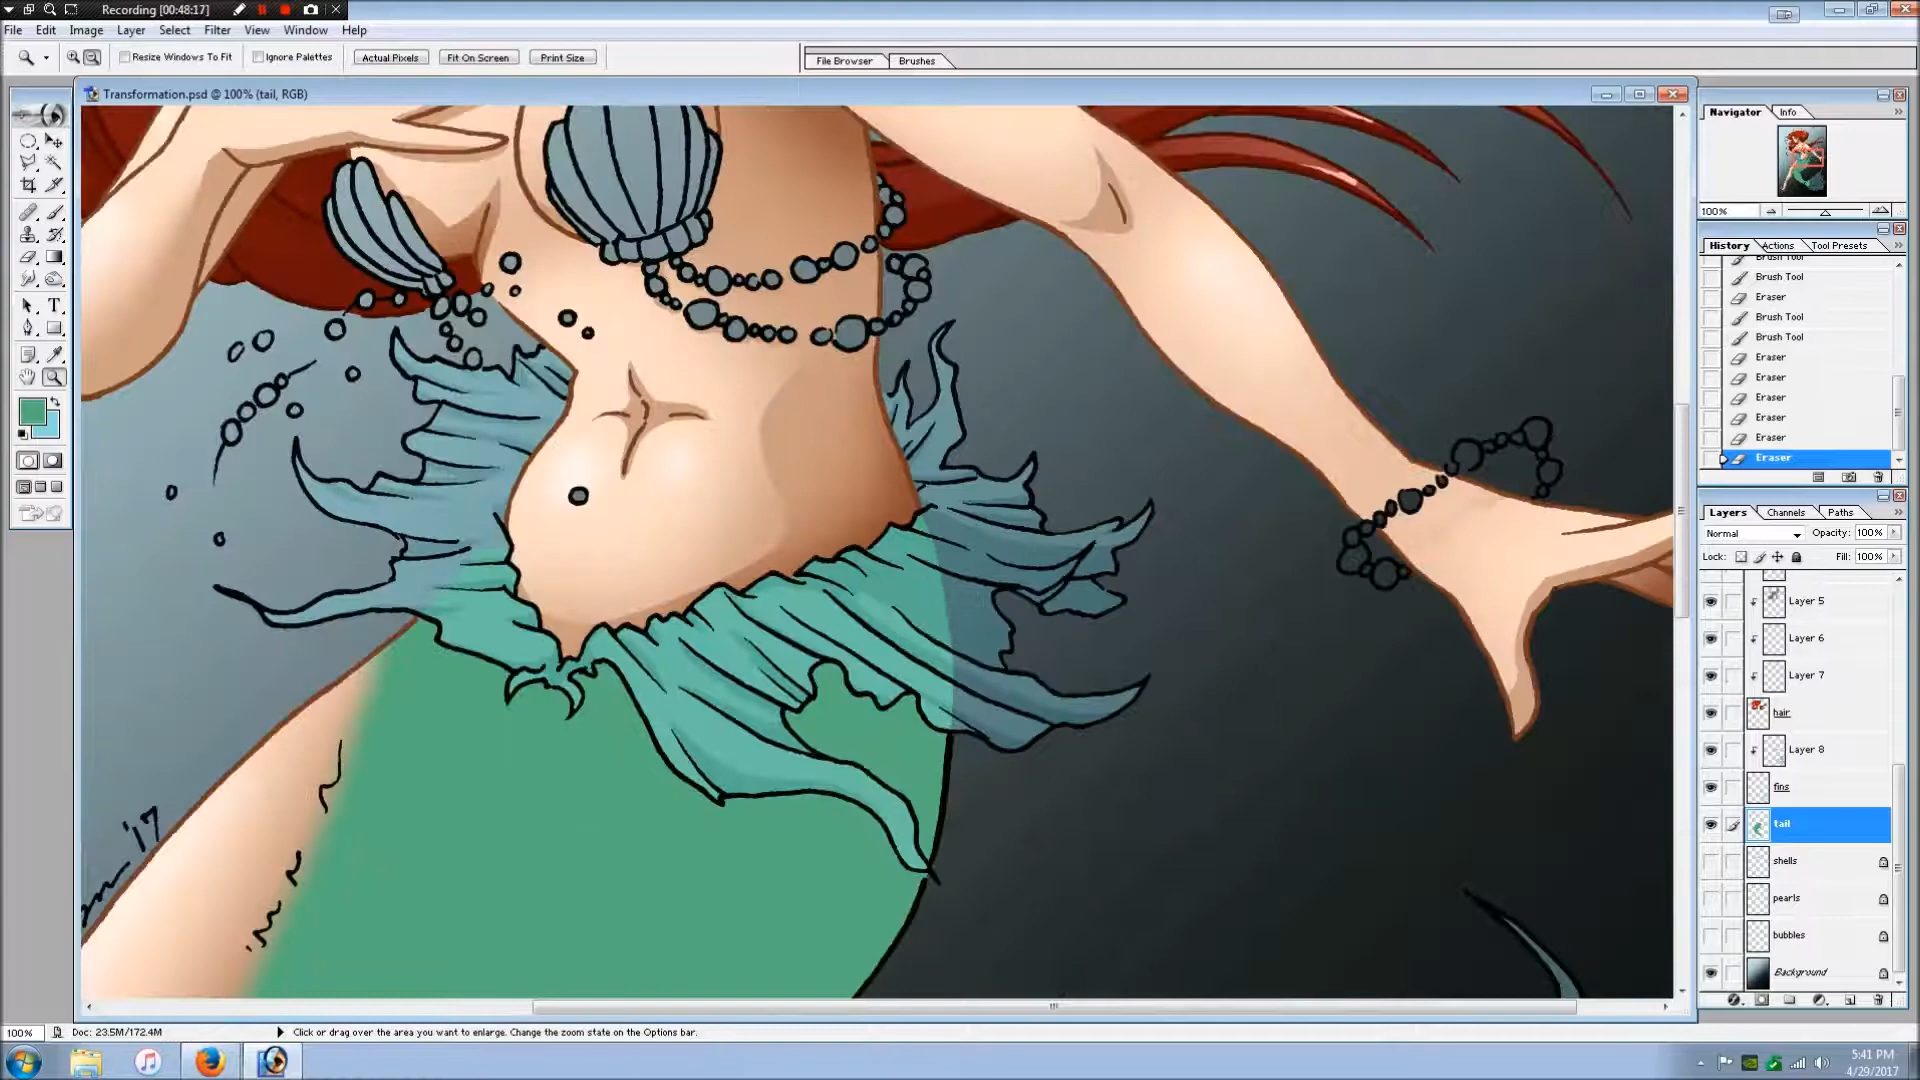 Recording [00:48:17]
File Edit Image Layer Select Filter View Window Help
Resize Windows To Fit Ignore Palettes Actual Pixels Fit On Screen Print Size File Browser Brushes
Transformation.psd @ 100% (tail, RGB)
Navigator Info
100%
History Actions Tool Presets
Brush Tool
Brush Tool
Eraser
Brush Tool
Brush Tool
Eraser
Eraser
Eraser
Eraser
Eraser
Eraser
Layers Channels Paths
Normal Opacity: 100%
Lock: Fill: 100%
Layer 5
Layer 6
Layer 7
hair
Layer 8
fins
tail
shells
pearls
bubbles
Background
'17
100% Doc: 23.5M/172.4M Click or drag over the area you want to enlarge. Change the zoom state on the Options bar.
5:41 PM
4/29/2017